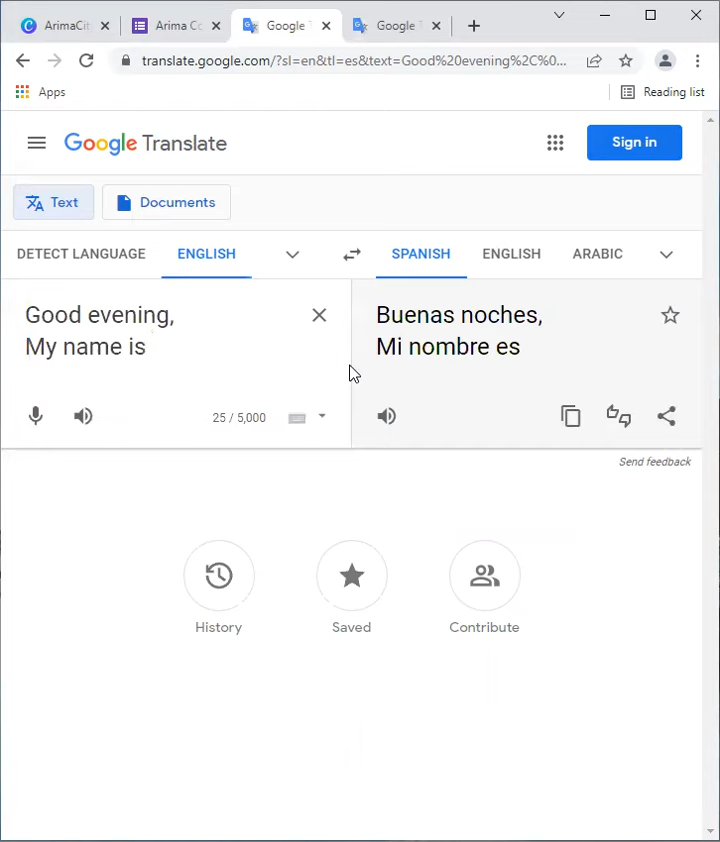 ArimaCit
Arima Co
Google T
Google T
translate.google.com/?sl=en&tl=es&text=Good%20evening%2C%0...
Apps
Reading list
Google Translate
Sign in
Text
Documents
DETECT LANGUAGE
ENGLISH
SPANISH
ENGLISH
ARABIC
Good evening,
My name is
Buenas noches,
Mi nombre es
25 / 5,000
Send feedback
History
Saved
Contribute